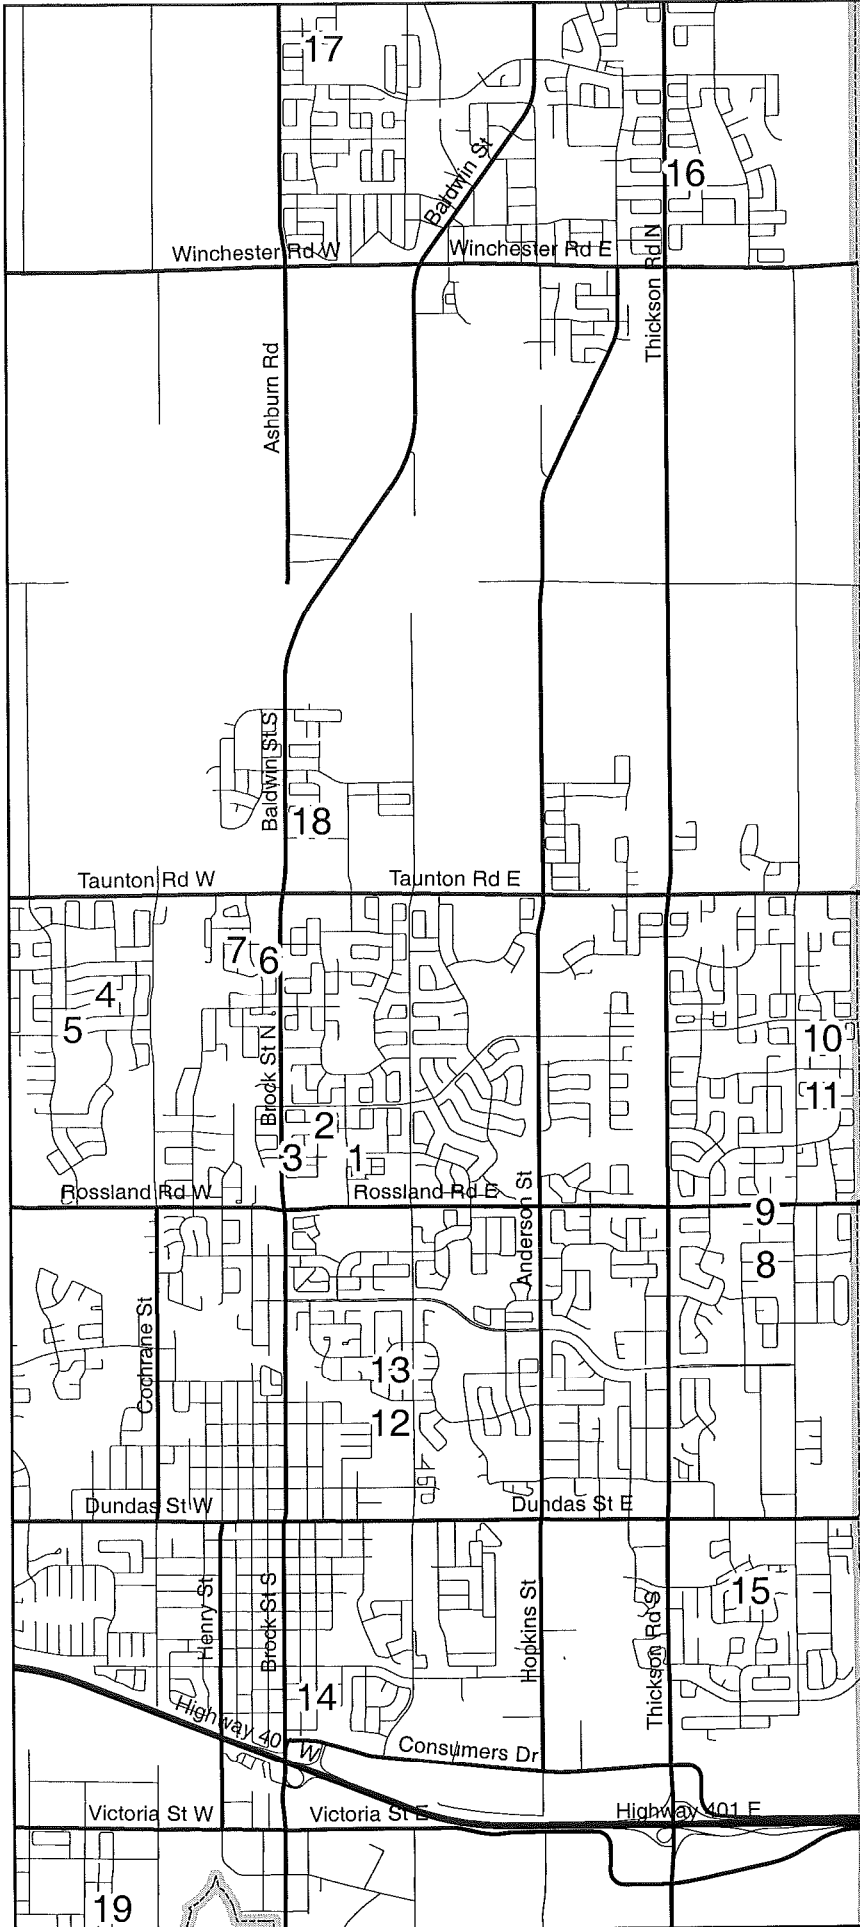 17
16
Baldwin St
Winchester Rd W
Winchester Rd E
Thickson Rd N
Ashburn Rd
Baldwin St S
18
Taunton Rd W
Taunton Rd E
7
6
4
5
10
Brock St N
11
2
3
1
Rossland Rd W
Rossland Rd E
9
Anderson St
8
Cochrane St
13
12
Dundas St W
Dundas St E
15
Henry St
Brock St S
Hopkins St
Thickson Rd S
14
Highway 40 W
Consumers Dr
Victoria St W
Victoria St E
Highway 401 E
19